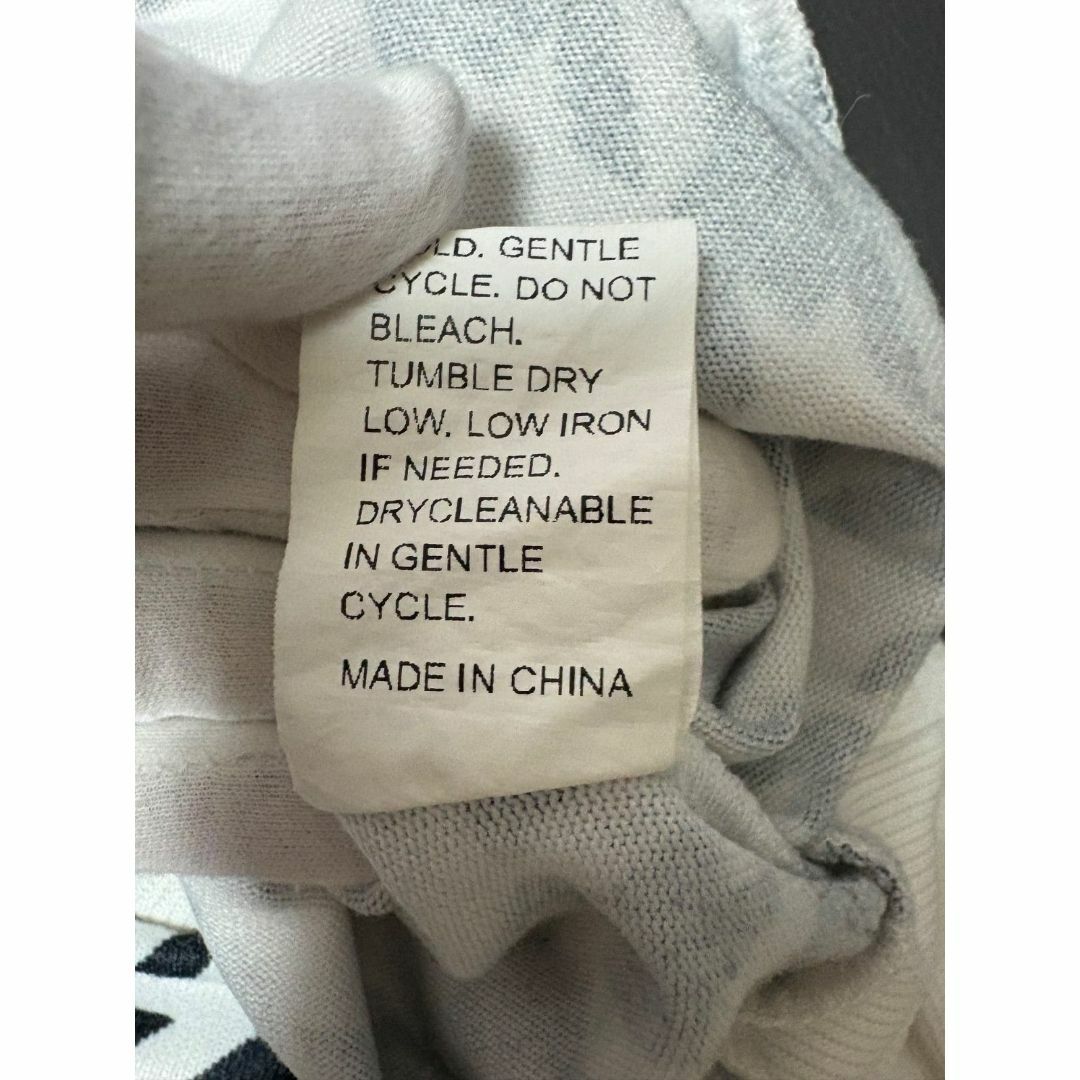 GENTLE
CYCLE. DO NOT
BLEACH.
TUMBLE DRY
LOW. LOW IRON
IF NEEDED.
DRYCLEANABLE
IN GENTLE
CYCLE.
MADE IN CHINA